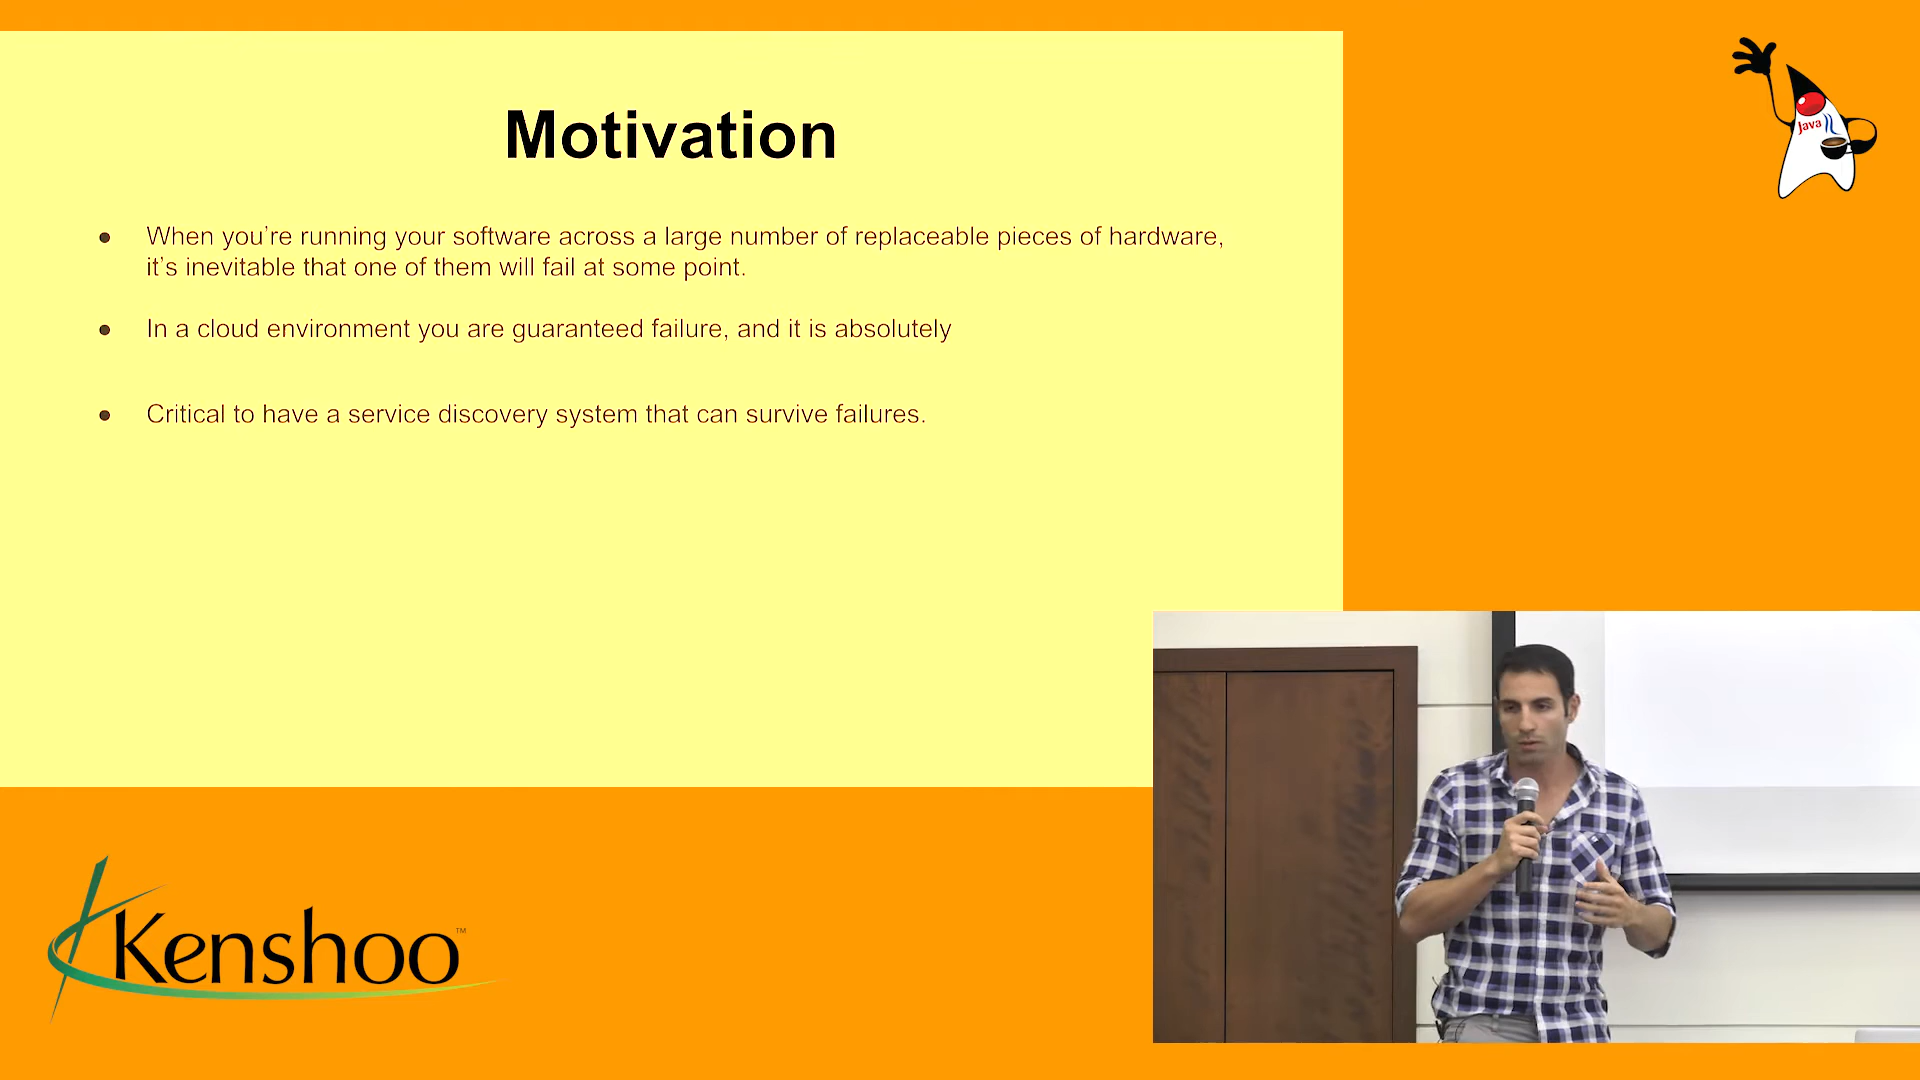 Motivation
● When you’re running your software across a large number of replaceable pieces of hardware,
it’s inevitable that one of them will fail at some point.
● In a cloud environment you are guaranteed failure, and it is absolutely
● Critical to have a service discovery system that can survive failures.
Java
Kenshoo™